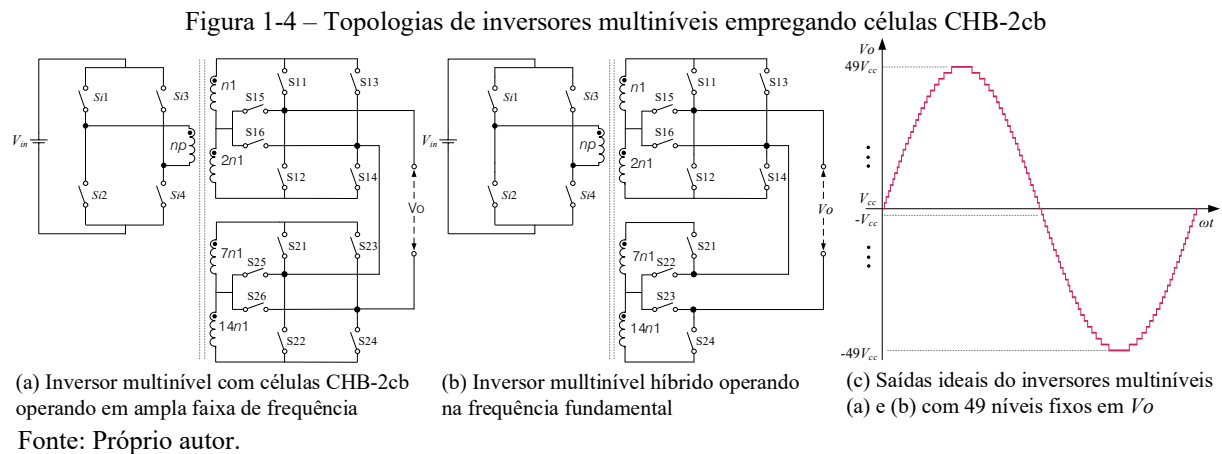 Figura 1-4 – Topologias de inversores multiníveis empregando células CHB-2cb
Vin
Si1
Si3
Si2
Si4
np
n1
2n1
S11
S13
S15
S16
S12
S14
7n1
14n1
S21
S23
S25
S26
S22
S24
Vo
(a) Inversor multinível com células CHB-2cb
operando em ampla faixa de frequência
Vin
Si1
Si3
Si2
Si4
np
n1
2n1
S11
S13
S15
S16
S12
S14
7n1
14n1
S21
S22
S23
S24
Vo
(b) Inversor mulltinível híbrido operando
na frequência fundamental
Vo
49Vcc
Vcc
-Vcc
ωt
-49Vcc
(c) Saídas ideais do inversores multiníveis
(a) e (b) com 49 níveis fixos em Vo
Fonte: Próprio autor.